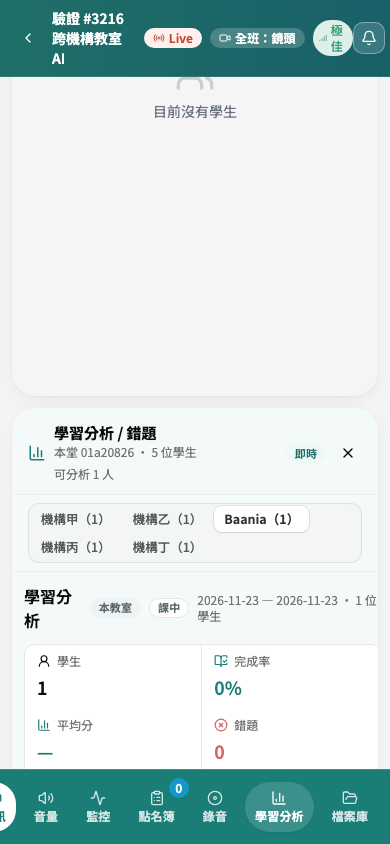 驗證 #3216
跨機構教室
AI
Live
全班：鏡頭
極佳
目前沒有學生
學習分析 / 錯題
本堂 01a20826 • 5 位學生
可分析 1 人
即時
機構甲（1）
機構乙（1）
Baania（1）
機構丙（1）
機構丁（1）
學習分析
本教室
課中
2026-11-23 — 2026-11-23 • 1 位
學生
學生
1
完成率
0%
平均分
—
錯題
0
音量
監控
0
點名簿
錄音
學習分析
檔案庫